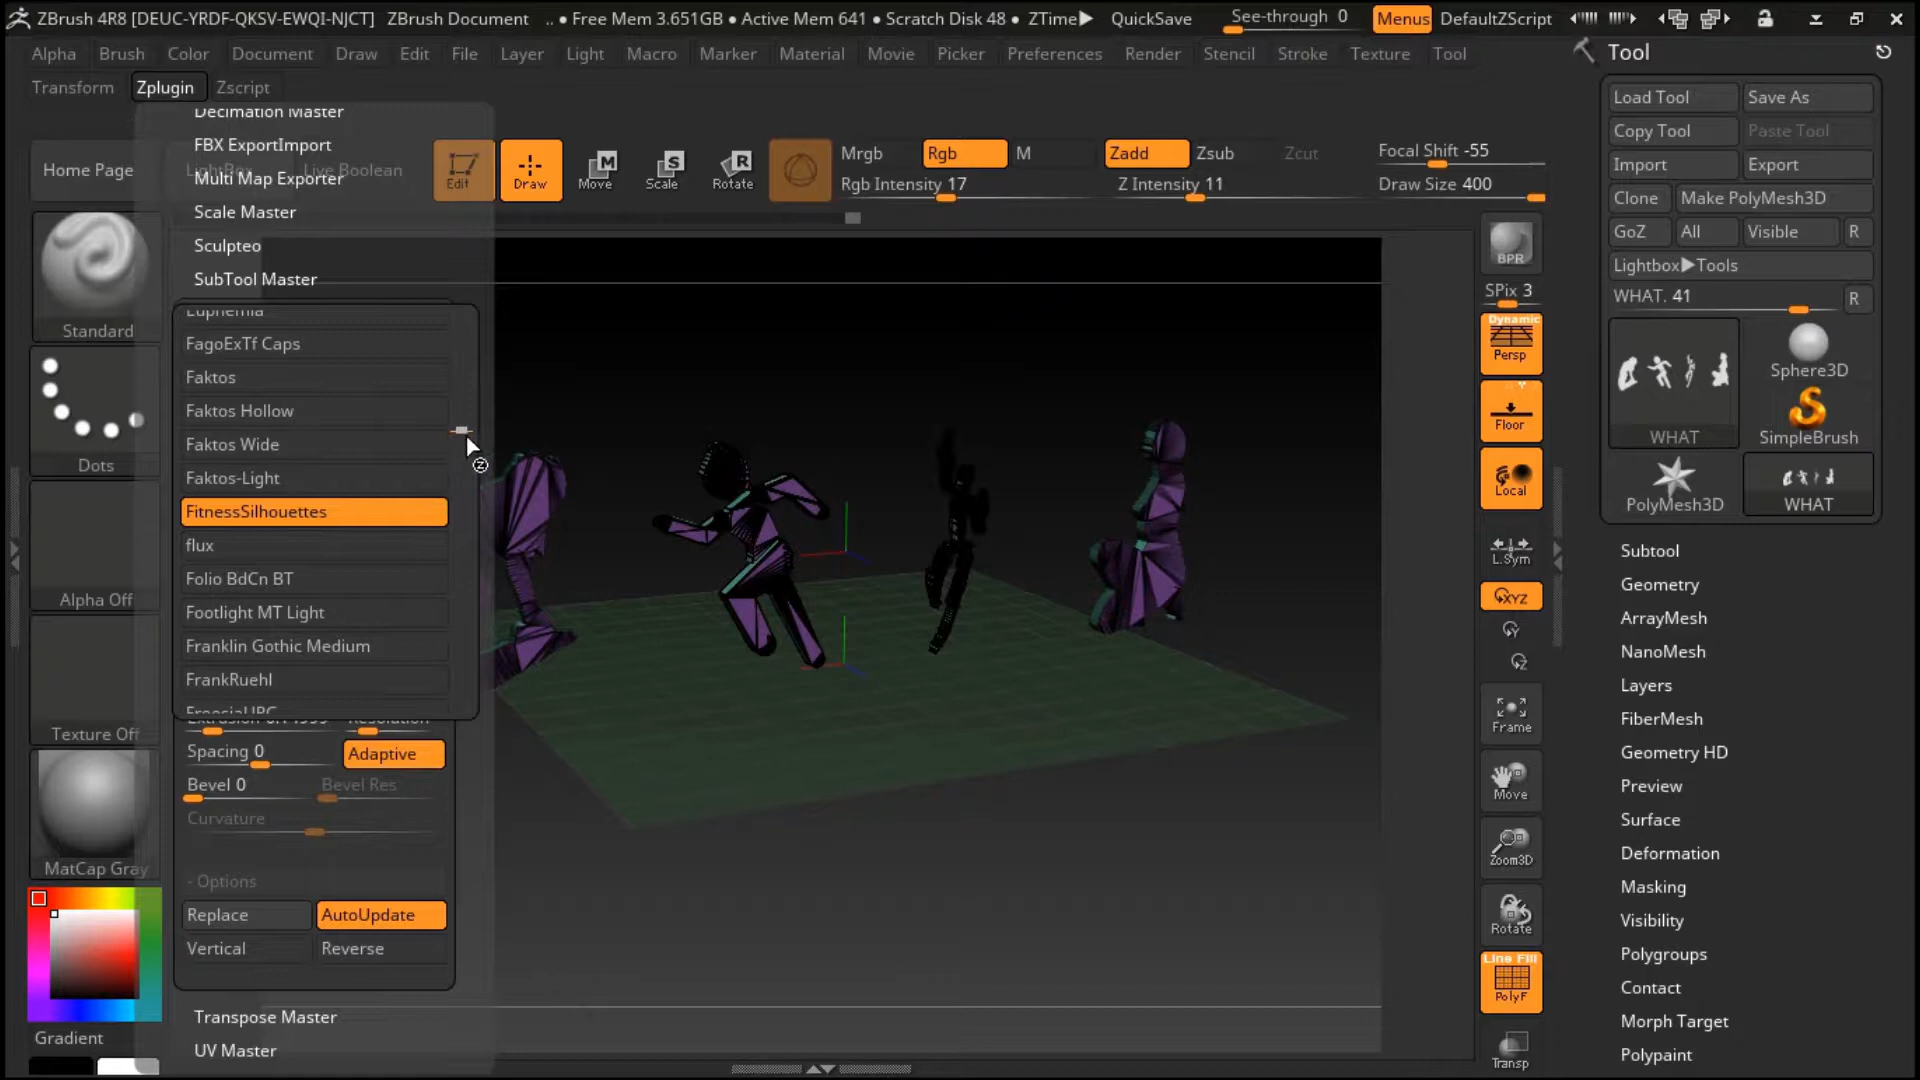 ZBrush 4R8 [DEUC-YRDF-QKSV-EWQI-NJCT] ZBrush Document .. • Free Mem 3.651GB • Active Mem 641 • Scratch Disk 48 • ZTime▶ QuickSave See-through 0 Menus DefaultZScript
Alpha Brush Color Document Draw Edit File Layer Light Macro Marker Material Movie Picker Preferences Render Stencil Stroke Texture Tool
Transform Zplugin Zscript
Decimation Master
FBX ExportImport
Multi Map Exporter
Scale Master
Sculpteo
SubTool Master
Home Page
Live Boolean
Edit
Draw
Move
Scale
Rotate
Mrgb Rgb M Zadd Zsub Zcut Focal Shift -55
Rgb Intensity 17 Z Intensity 11 Draw Size 400
Standard
Dots
Alpha Off
Texture Off
MatCap Gray
Gradient
Euphemia
FagoExTf Caps
Faktos
Faktos Hollow
Faktos Wide
Faktos-Light
FitnessSilhouettes
flux
Folio BdCn BT
Footlight MT Light
Franklin Gothic Medium
FrankRuehl
FreesiaUPC
Resolution
Spacing 0 Adaptive
Bevel 0 Bevel Res
Curvature
- Options
Replace AutoUpdate
Vertical Reverse
Transpose Master
UV Master
BPR
SPix 3
Dynamic
Persp
Floor
Local
L.Sym
XYZ
Y
Z
Frame
Move
Zoom3D
Rotate
Line Fill
PolyF
Transp
Tool
Load Tool Save As
Copy Tool Paste Tool
Import Export
Clone Make PolyMesh3D
GoZ All Visible R
Lightbox▶Tools
WHAT. 41 R
WHAT
Sphere3D
SimpleBrush
PolyMesh3D
WHAT
Subtool
Geometry
ArrayMesh
NanoMesh
Layers
FiberMesh
Geometry HD
Preview
Surface
Deformation
Masking
Visibility
Polygroups
Contact
Morph Target
Polypaint